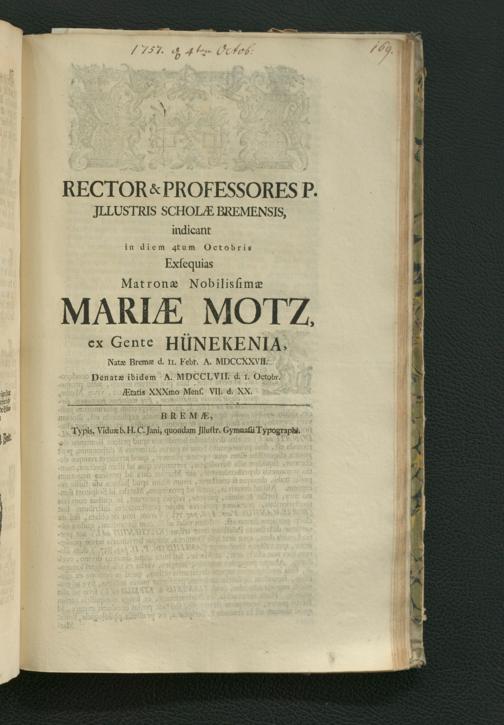 1757. d 4ten Octob:
169.
RECTOR & PROFESSORES P.
JLLUSTRIS SCHOLÆ BREMENSIS,
indicant
in diem 4tum Octobris
Exſequias
Matronæ Nobilisſimæ
MARIÆ MOTZ,
ex Gente HÜNEKENIA,
Natæ Bremæ d. 11. Febr. A. MDCCXXVII.
Denatæ ibidem A. MDCCLVII. d. 1. Octobr.
Ætatis XXXmo Menſ. VII. d. XX.
BREMÆ,
Typis, Viduæ b. H. C. Jani, quondam Jlluſtr. Gymnaſii Typographi.